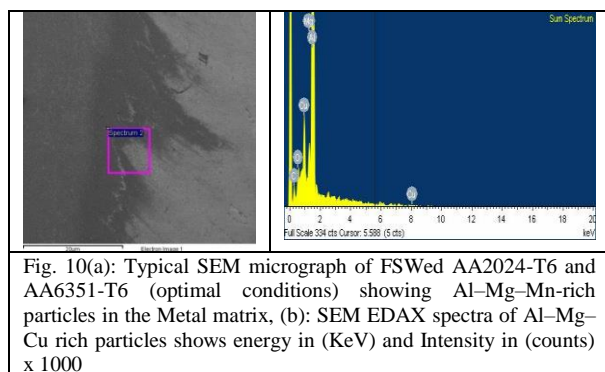 Spectrum 2
20µm
Electron Image 1
Sum Spectrum
Mg
Al
Cu
0 2 4 6 8 10 12 14 16 18 20
Full Scale 334 cts Cursor: 5.588 (5 cts)
keV
Fig. 10(a): Typical SEM micrograph of FSWed AA2024-T6 and
AA6351-T6 (optimal conditions) showing Al–Mg–Mn-rich
particles in the Metal matrix, (b): SEM EDAX spectra of Al–Mg–
Cu rich particles shows energy in (KeV) and Intensity in (counts)
x 1000